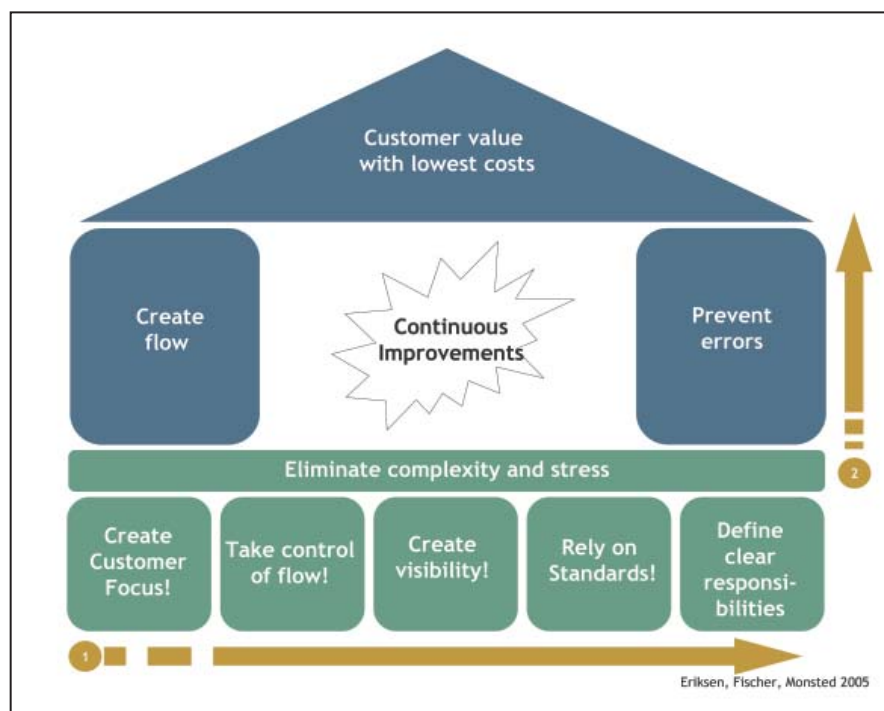 Customer value
with lowest costs
Create
flow
Continuous
Improvements
Prevent
errors
Eliminate complexity and stress
2
Create
Customer
Focus!
Take control
of flow!
Create
visibility!
Rely on
Standards!
Define
clear
responsi-
bilities
1
Eriksen, Fischer, Monsted 2005